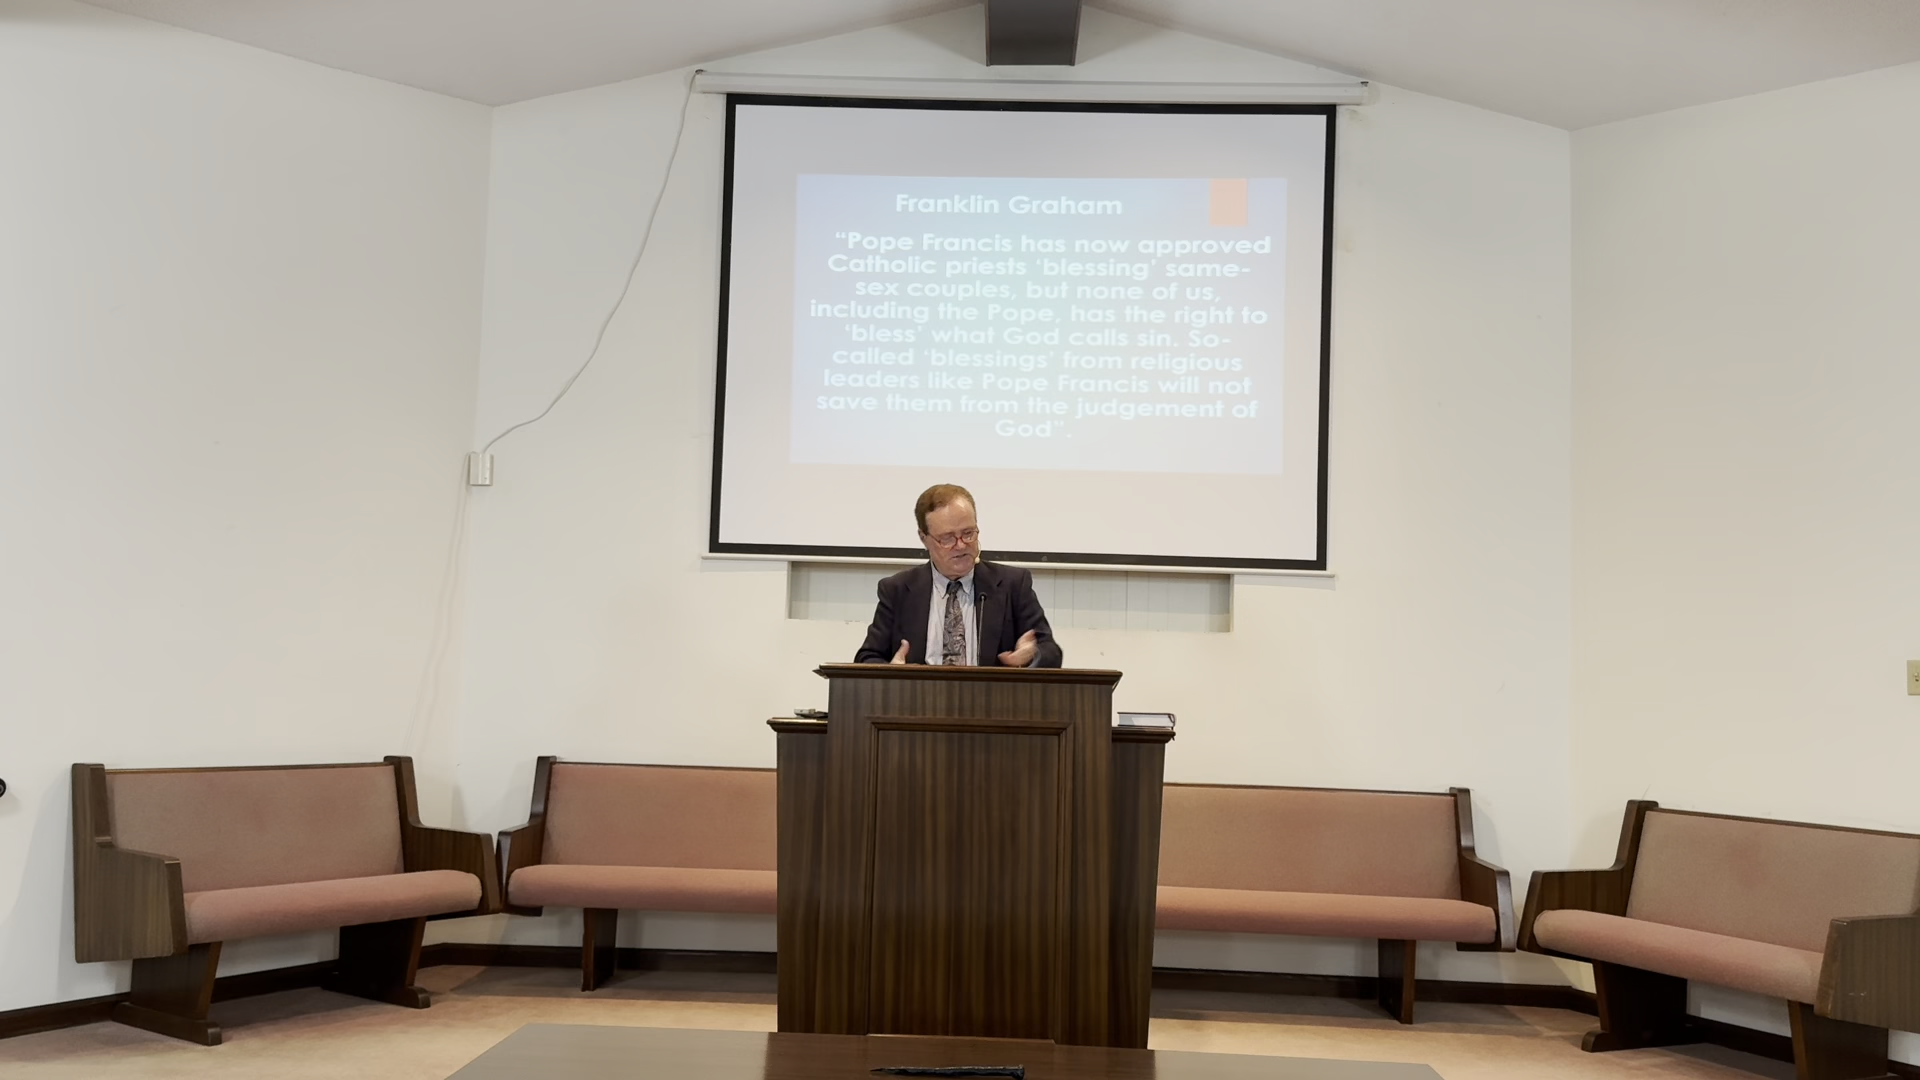 Franklin Graham
“Pope Francis has now approved
Catholic priests ‘blessing’ same-
sex couples, but none of us,
including the Pope, has the right to
‘bless’ what God calls sin. So-
called ‘blessings’ from religious
leaders like Pope Francis will not
save them from the judgement of
God”.